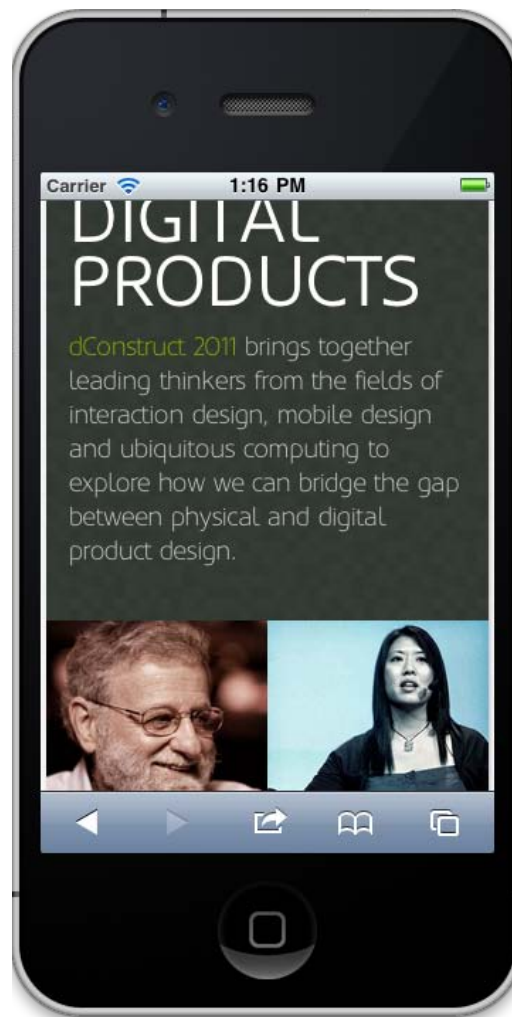 Carrier 1:16 PM
DIGITAL
PRODUCTS
dConstruct 2011 brings together
leading thinkers from the fields of
interaction design, mobile design
and ubiquitous computing to
explore how we can bridge the gap
between physical and digital
product design.